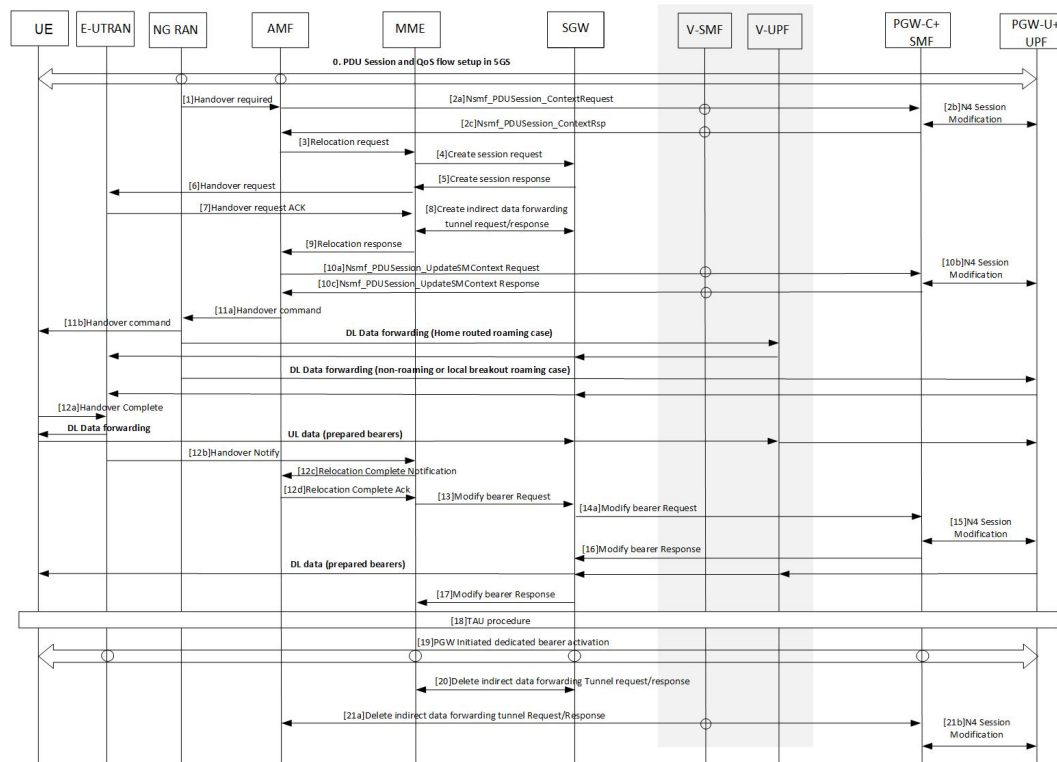 UE
E-UTRAN
NG RAN
AMF
MME
SGW
V-SMF
V-UPF
PGW-C+
SMF
PGW-U+
UPF
0. PDU Session and QoS flow setup in 5GS
[1]Handover required
[2a]Nsmf_PDUSession_ContextRequest
[2b]N4 Session
Modification
[2c]Nsmf_PDUSession_ContextRsp
[3]Relocation request
[4]Create session request
[5]Create session response
[6]Handover request
[7]Handover request ACK
[8]Create indirect data forwarding
tunnel request/response
[9]Relocation response
[10a]Nsmf_PDUSession_UpdateSMContext Request
[10b]N4 Session
Modification
[10c]Nsmf_PDUSession_UpdateSMContext Response
[11a]Handover command
[11b]Handover command
DL Data forwarding (Home routed roaming case)
DL Data forwarding (non-roaming or local breakout roaming case)
[12a]Handover Complete
DL Data forwarding
UL data (prepared bearers)
[12b]Handover Notify
[12c]Relocation Complete Notification
[12d]Relocation Complete Ack
[13]Modify bearer Request
[14a]Modify bearer Request
[15]N4 Session
Modification
[16]Modify bearer Response
DL data (prepared bearers)
[17]Modify bearer Response
[18]TAU procedure
[19]PGW Initiated dedicated bearer activation
[20]Delete indirect data forwarding Tunnel request/response
[21a]Delete indirect data forwarding tunnel Request/Response
[21b]N4 Session
Modification